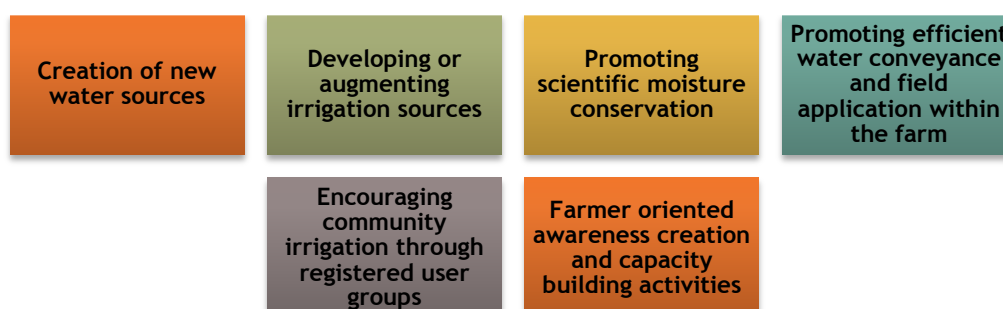 Creation of new
water sources
Developing or
augmenting
irrigation sources
Promoting
scientific moisture
conservation
Promoting efficient
water conveyance
and field
application within
the farm
Encouraging
community
irrigation through
registered user
groups
Farmer oriented
awareness creation
and capacity
building activities